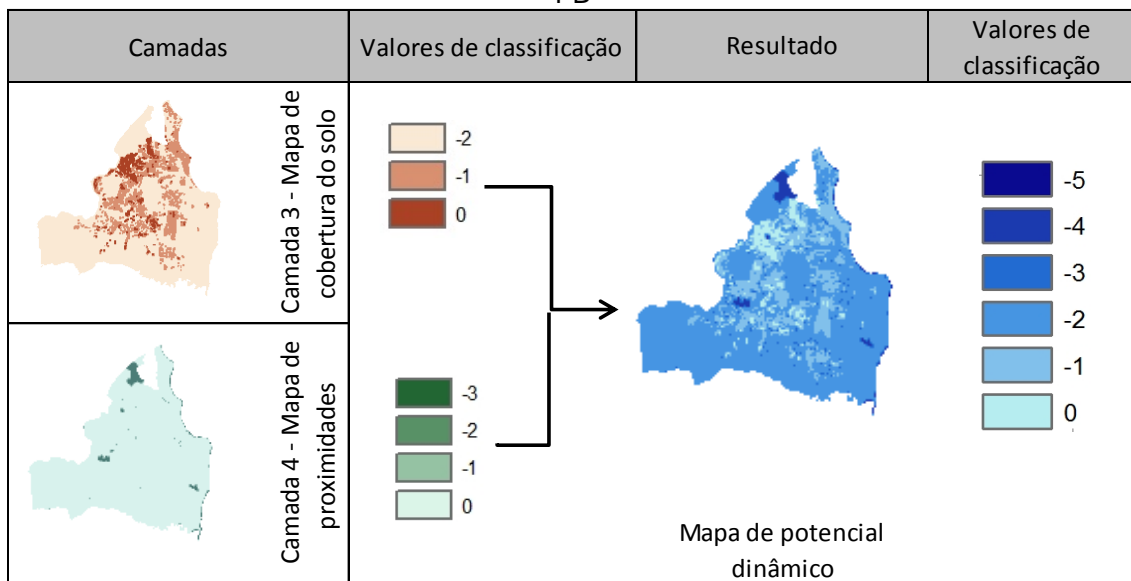 Camadas
Valores de classificação
Resultado
Valores de
classificação
Camada 3 - Mapa de
cobertura do solo
-2
-1
0
-5
-4
-3
-2
-1
0
Camada 4 - Mapa de
proximidades
-3
-2
-1
0
Mapa de potencial
dinâmico